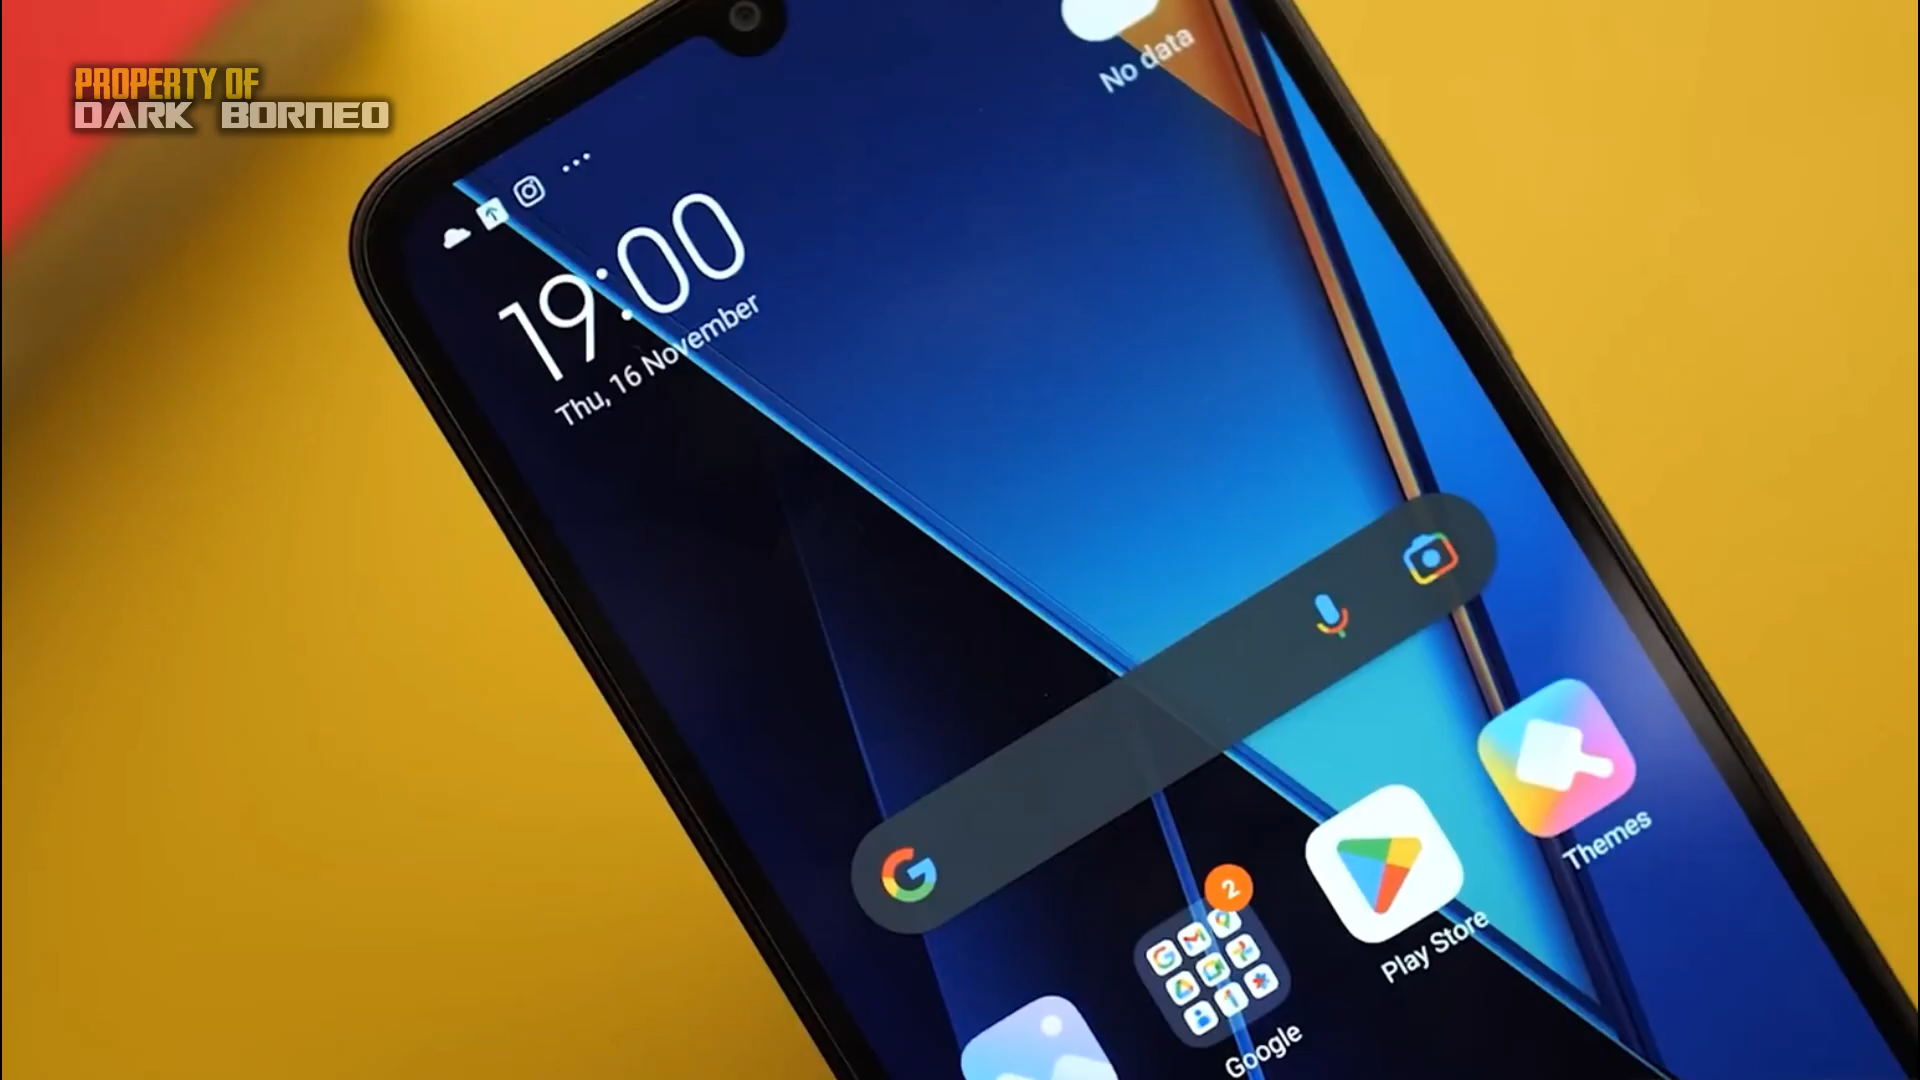 PROPERTY OF
DARK BORNEO
No data
19:00
Thu, 16 November
Themes
Play Store
2
Google